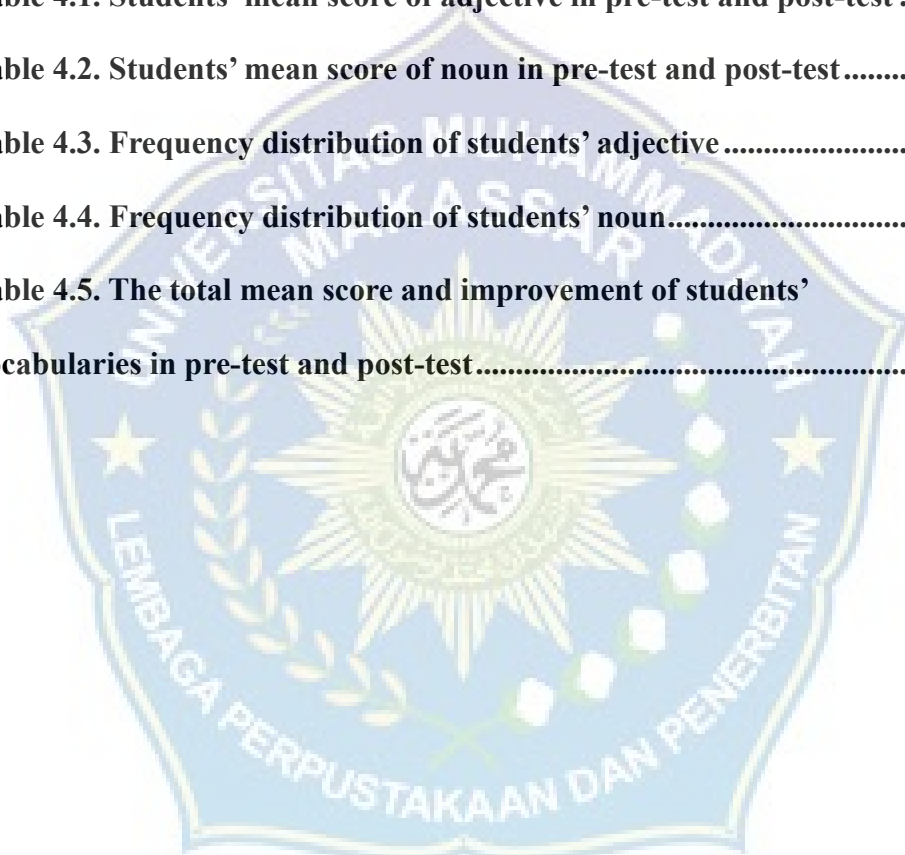 able 4.1. Students' mean score of adjective in pre-test and post-test.
able 4.2. Students' mean score of noun in pre-test and post-test........
able 4.3. Frequency distribution of students' adjective.......................
able 4.4. Frequency distribution of students' noun..............................
able 4.5. The total mean score and improvement of students'
ocabularies in pre-test and post-test......................................................
UNIVERSITAS MUHAMMADIYAH
MAKASSAR
محمد
LEMBAGA PERPUSTAKAAN DAN PENERBITAN